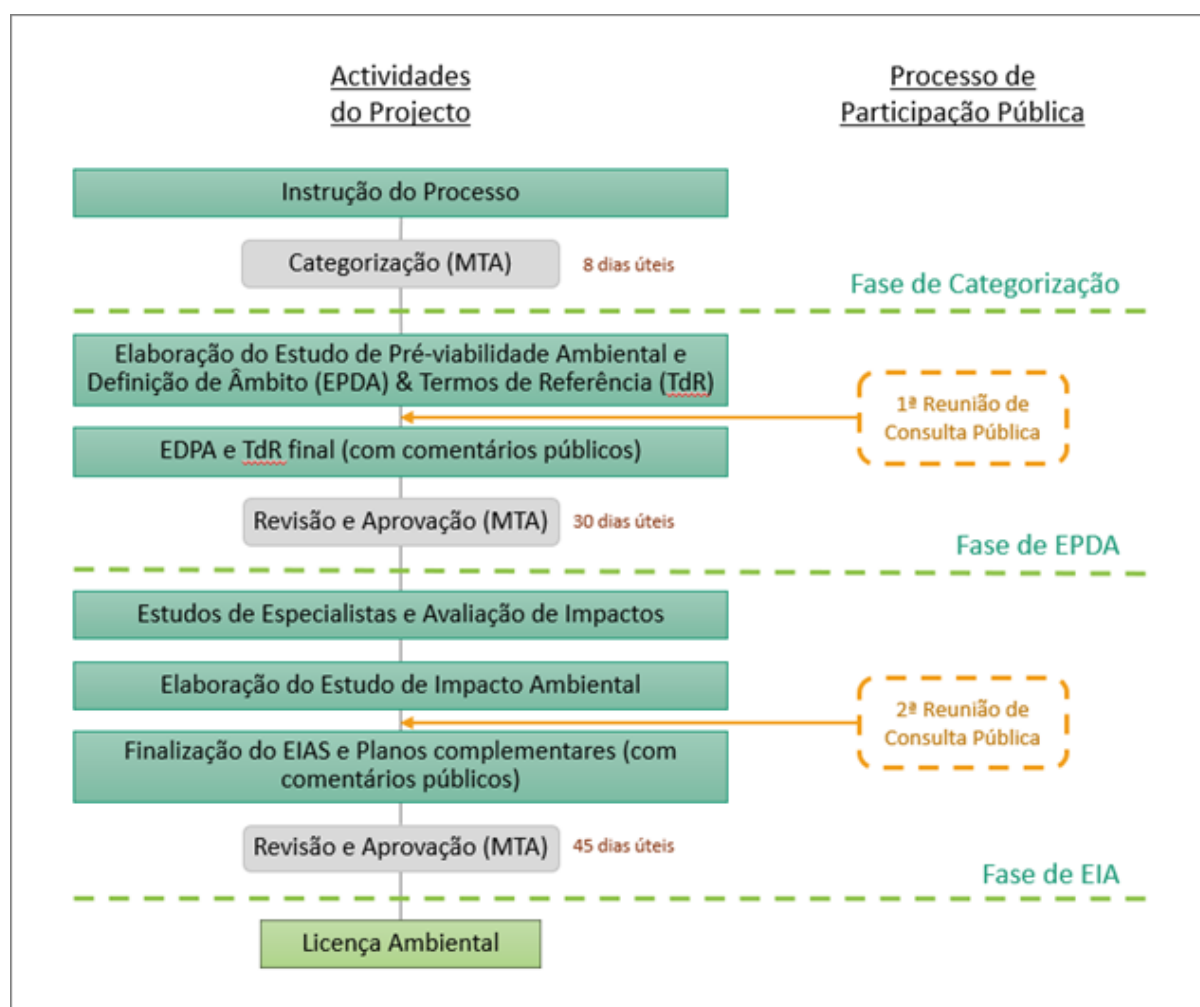 Actividades
do Projecto
Processo de
Participação Pública
Instrução do Processo
Categorização (MTA)
8 dias úteis
Fase de Categorização
Elaboração do Estudo de Pré-viabilidade Ambiental e
Definição de Âmbito (EPDA) & Termos de Referência (TdR)
1ª Reunião de
Consulta Pública
EDPA e TdR final (com comentários públicos)
Revisão e Aprovação (MTA)
30 dias úteis
Fase de EPDA
Estudos de Especialistas e Avaliação de Impactos
Elaboração do Estudo de Impacto Ambiental
2ª Reunião de
Consulta Pública
Finalização do EIAS e Planos complementares (com
comentários públicos)
Revisão e Aprovação (MTA)
45 dias úteis
Fase de EIA
Licença Ambiental